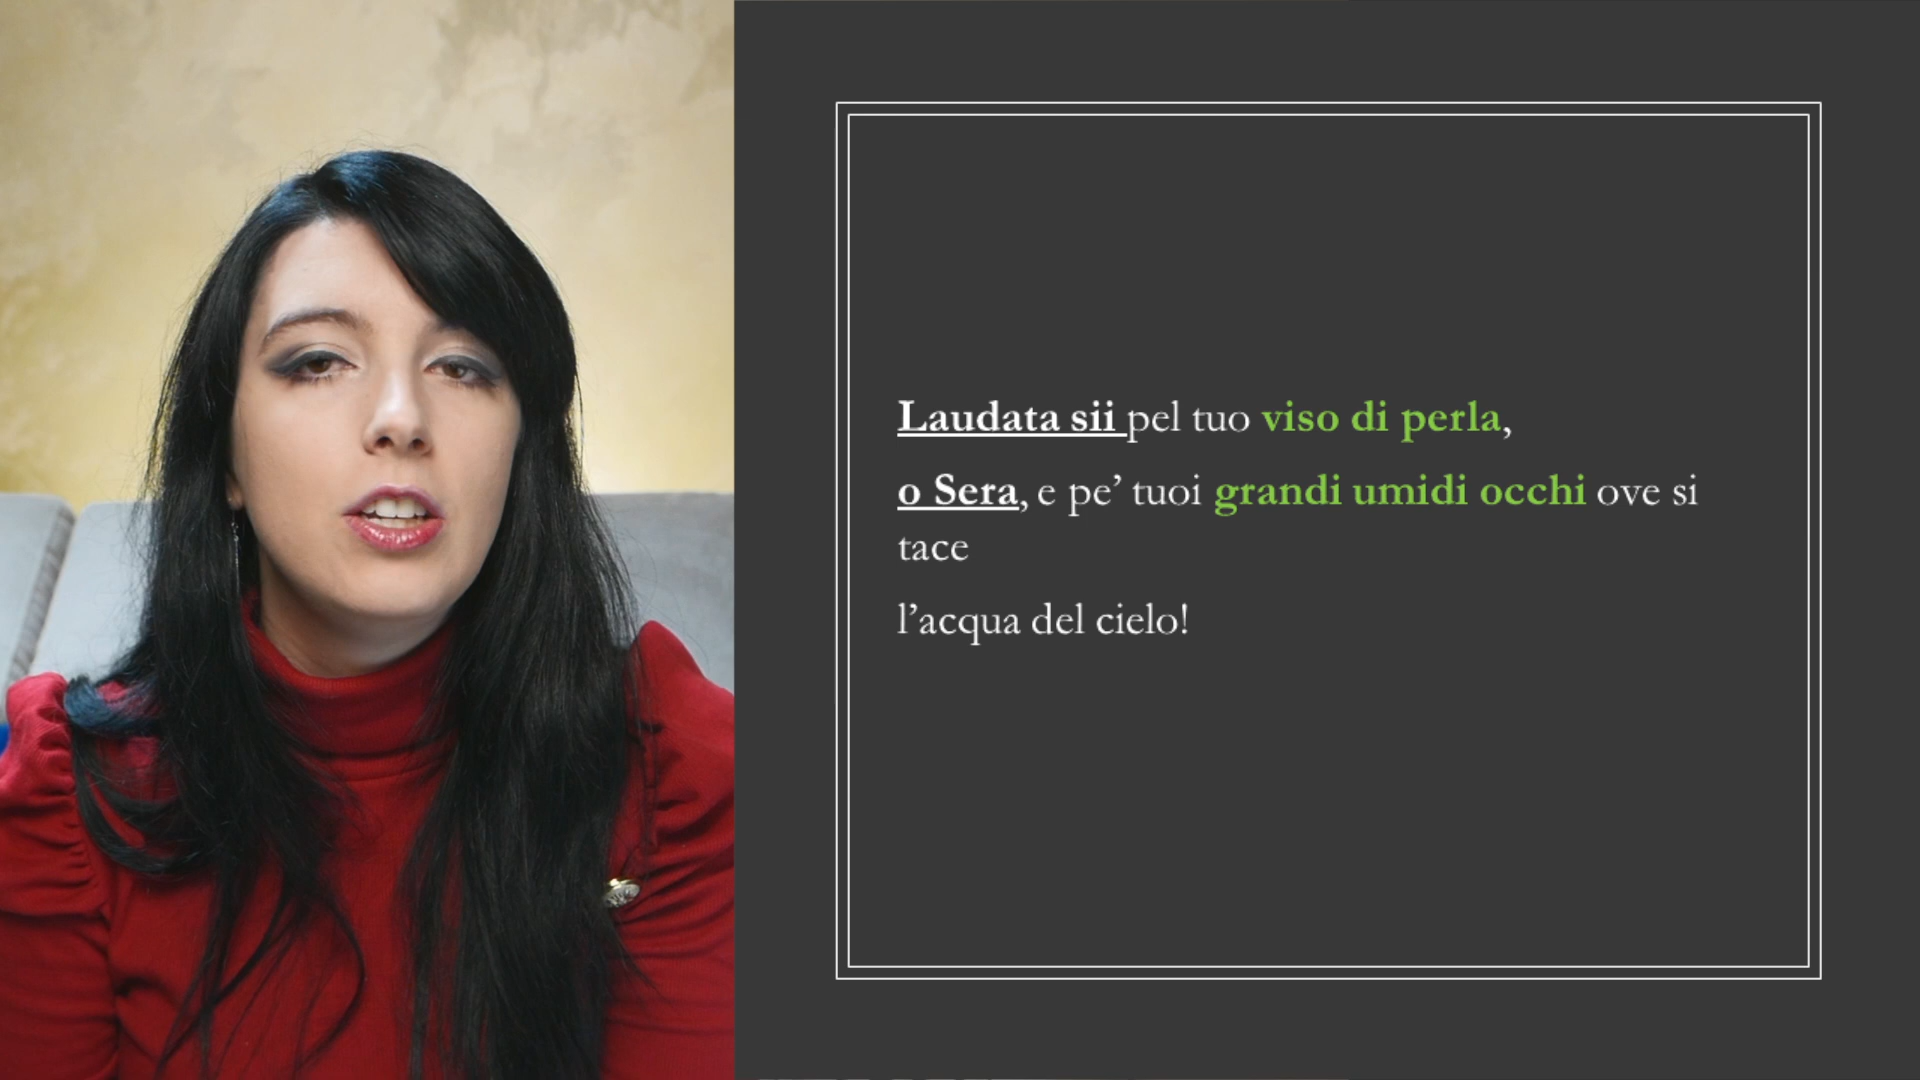 Laudata sii pel tuo viso di perla,
o Sera, e pe’ tuoi grandi umidi occhi ove si
tace
l’acqua del cielo!